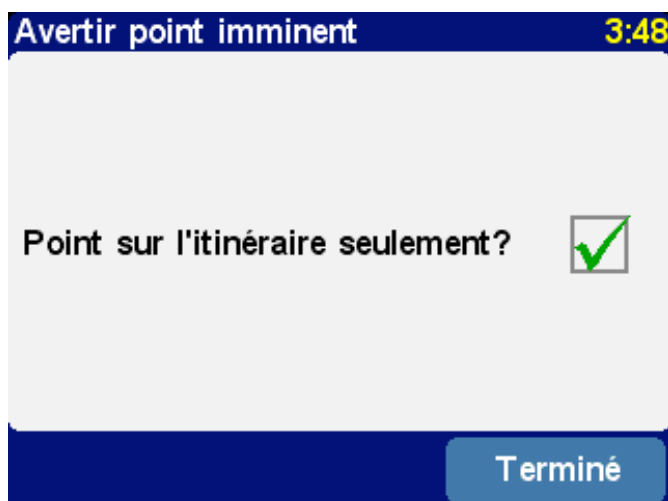 Avertir point imminent 3:48
Point sur l'itinéraire seulement?
Terminé